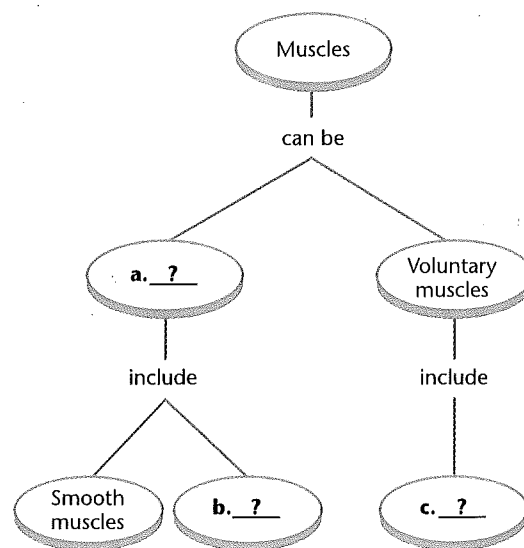 Muscles
can be
a. ?
Voluntary
muscles
include
include
Smooth
muscles
b. ?
c. ?